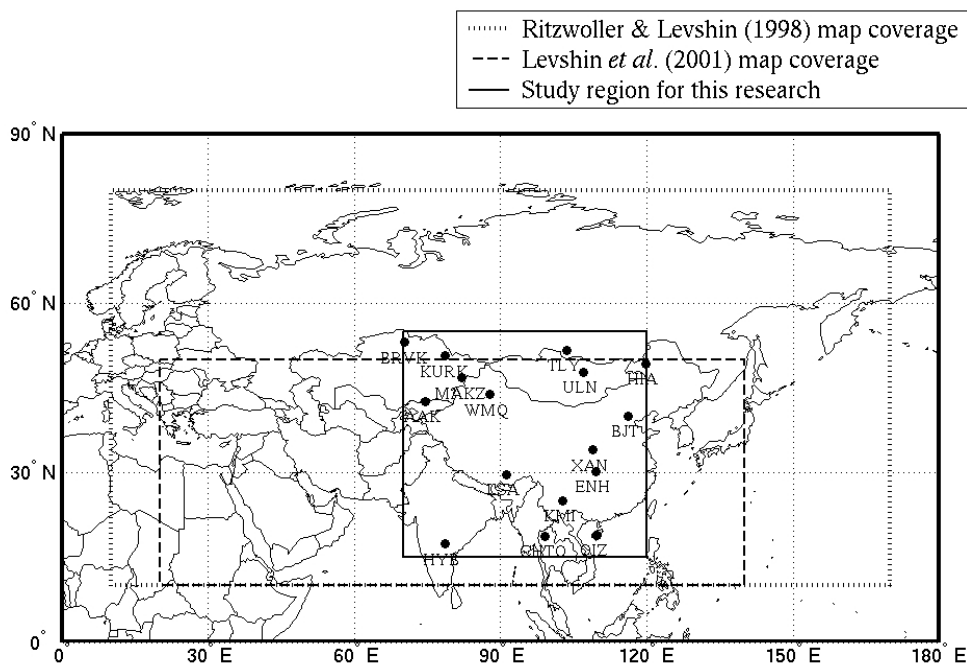 Ritzwoller & Levshin (1998) map coverage
Levshin et al. (2001) map coverage
Study region for this research
90° N
60° N
30° N
0°
BRVK
KURK
TLY
HIA
MAKZ
ULN
WMQ
AAK
BJT
XAN
LSA
ENH
KMI
CHTO
QIZ
HYB
0
30 E
60 E
90 E
120 E
150 E
180 E